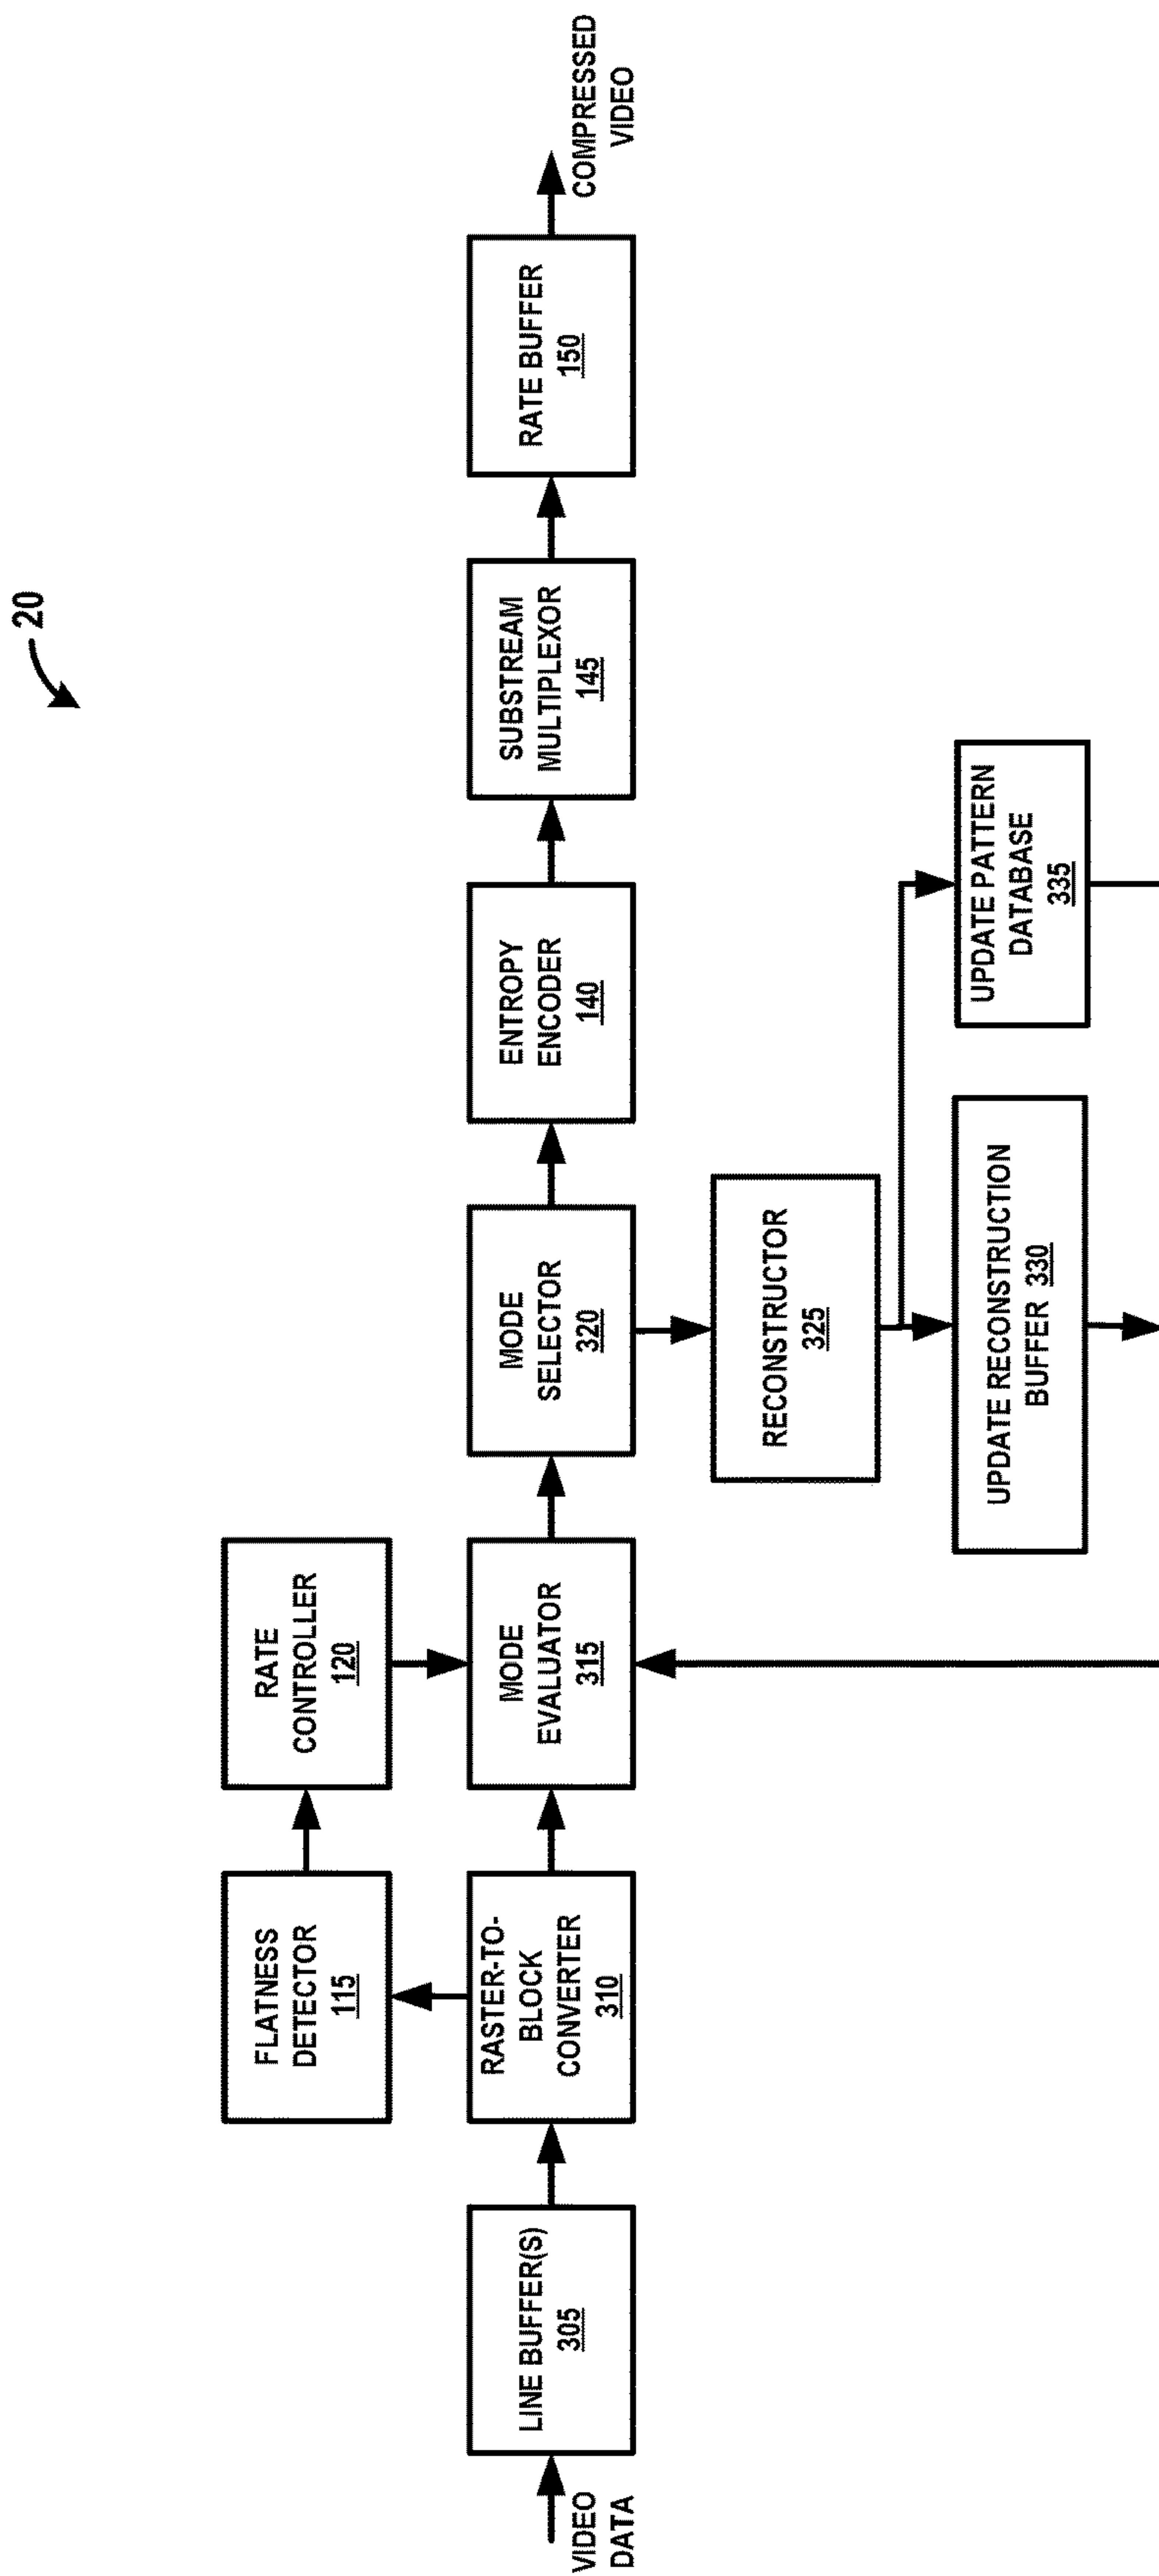 20
VIDEO
DATA
LINE BUFFER(S)
305
RASTER-TO-
BLOCK
CONVERTER
310
FLATNESS
DETECTOR
115
RATE
CONTROLLER
120
MODE
EVALUATOR
315
MODE
SELECTOR
320
ENTROPY
ENCODER
140
SUBSTREAM
MULTIPLEXOR
145
RATE BUFFER
150
COMPRESSED
VIDEO
RECONSTRUCTOR
325
UPDATE RECONSTRUCTION
BUFFER 330
UPDATE PATTERN
DATABASE
335